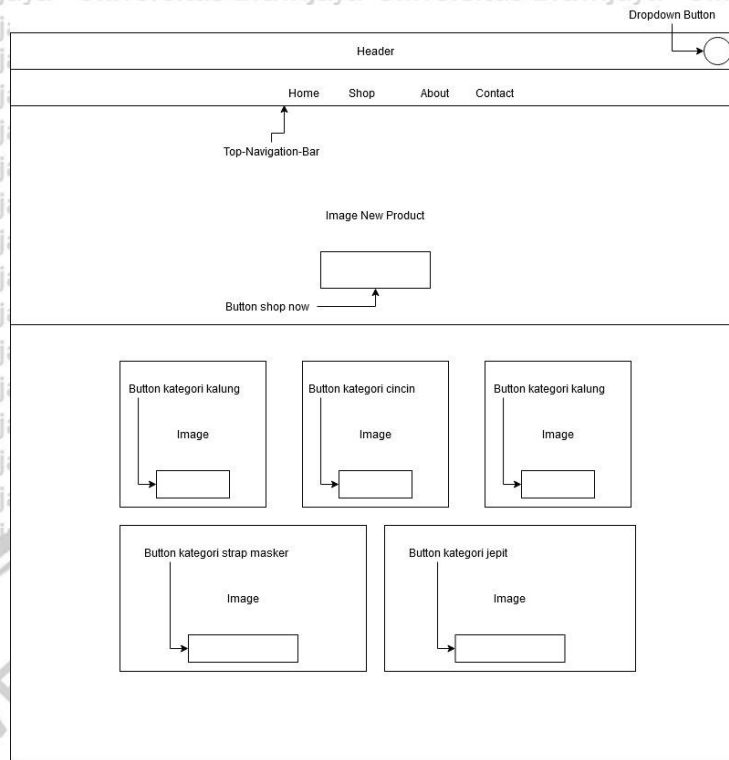 Dropdown Button
Header
Home Shop About Contact
Top-Navigation-Bar
Image New Product
Button shop now
Button kategori kalung
Button kategori cincin
Button kategori kalung
Image
Image
Image
Button kategori strap masker
Button kategori jepit
Image
Image